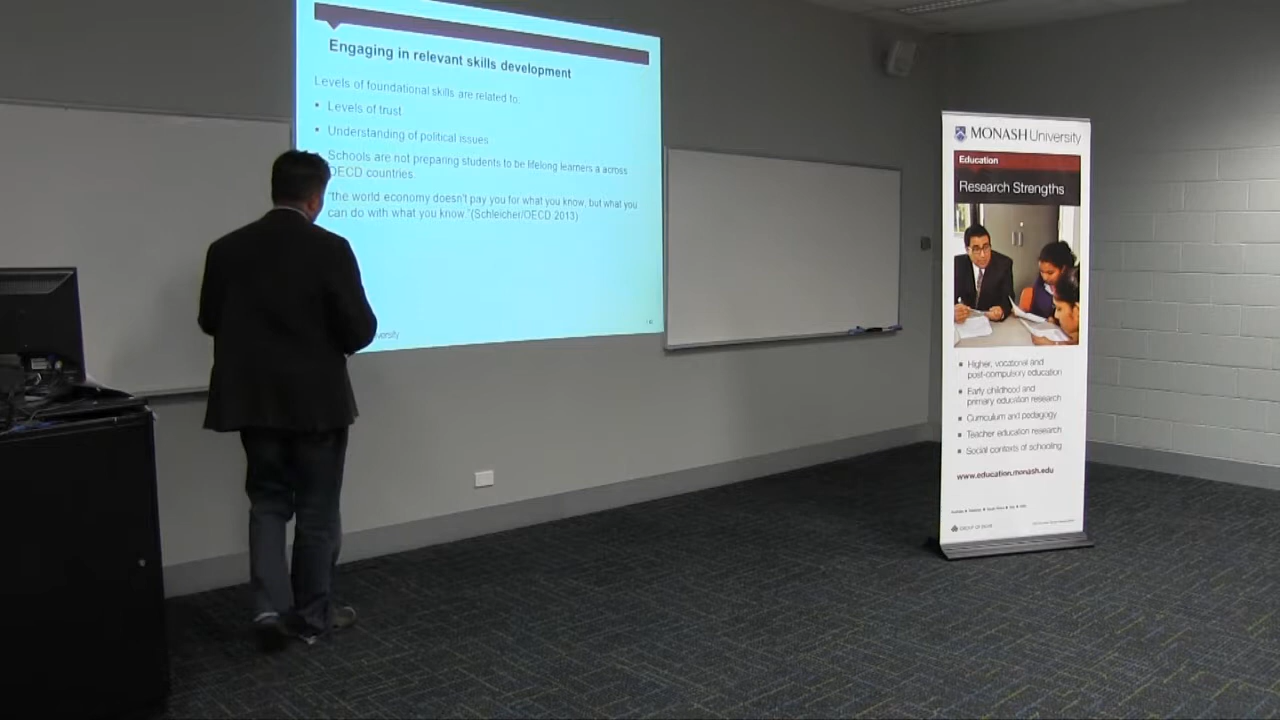 Engaging in relevant skills development
Levels of foundational skills are related to:
▪ Levels of trust
▪ Understanding of political issues
Schools are not preparing students to be lifelong learners a across
OECD countries.
"the world economy doesn't pay you for what you know, but what you
can do with what you know."(Schleicher/OECD 2013)
MONASH University
Education
Research Strengths
▪ Higher, vocational and
post-compulsory education
▪ Early childhood and
primary education research
▪ Curriculum and pedagogy
▪ Teacher education research
▪ Social contexts of schooling
www.education.monash.edu